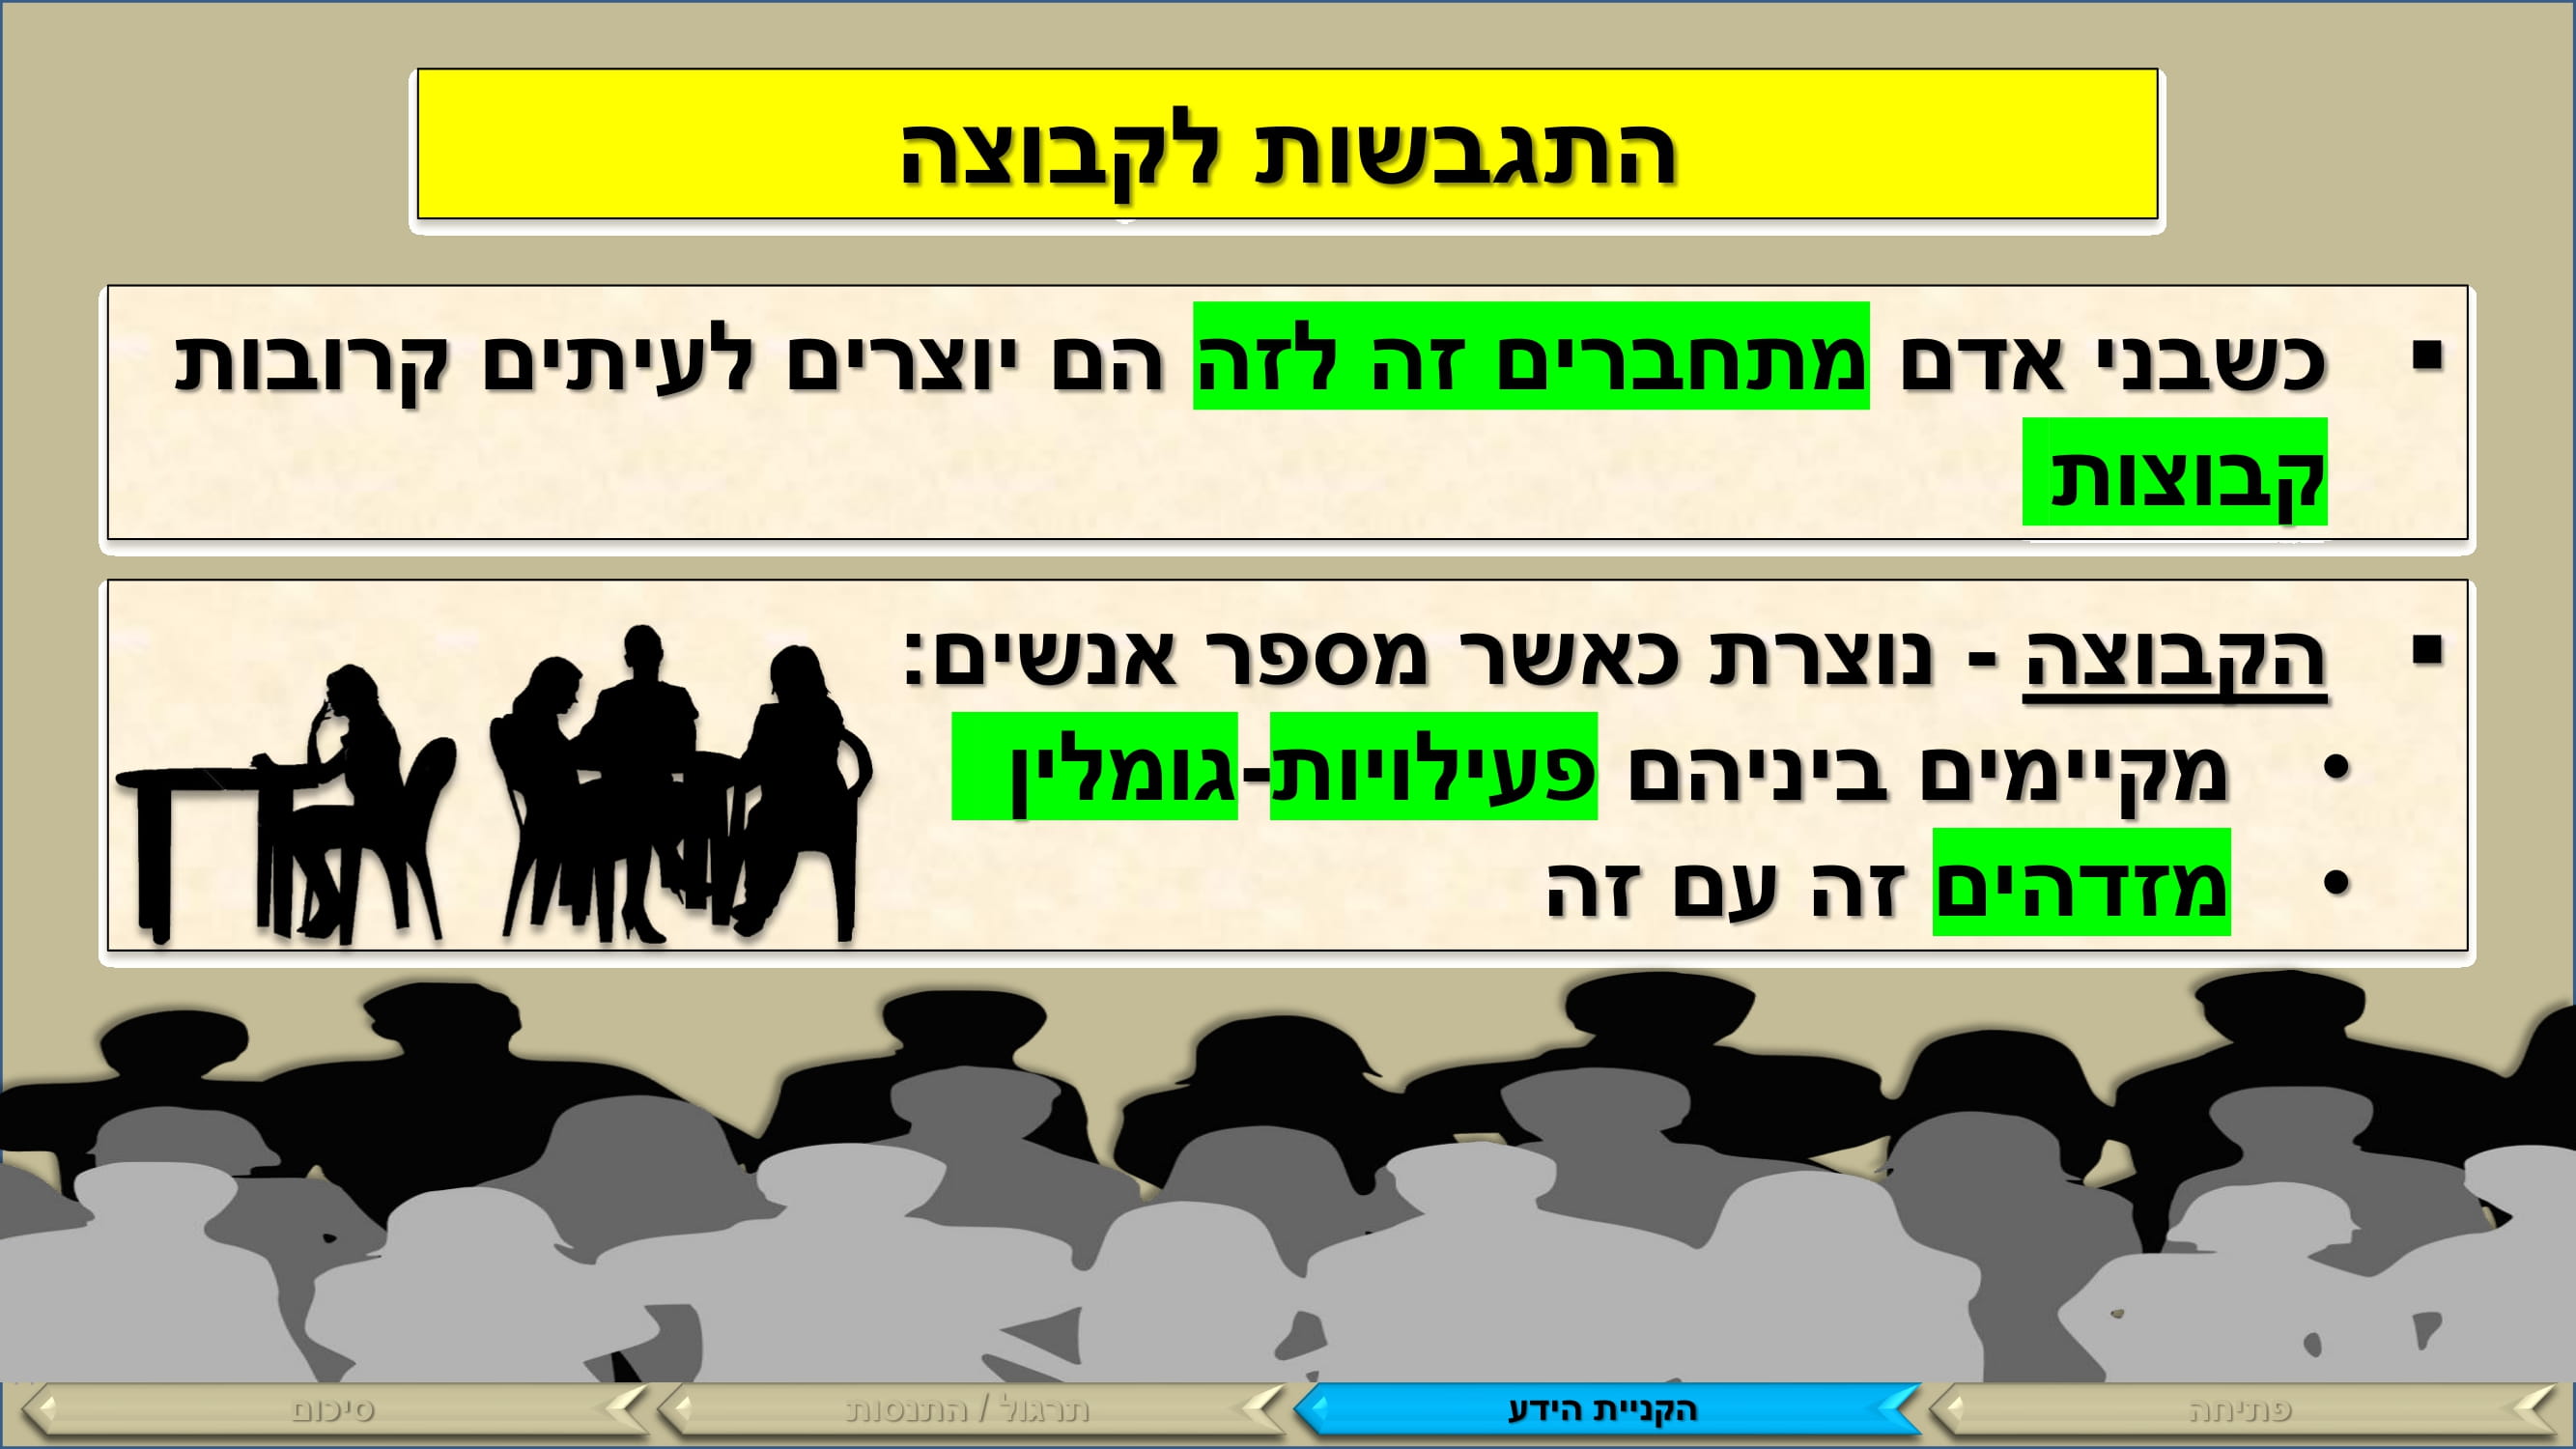 התגבשות לקבוצה
▪ כשבני אדם מתחברים זה לזה הם יוצרים לעיתים קרובות
קבוצות
▪ הקבוצה - נוצרת כאשר מספר אנשים:
• מקיימים ביניהם פעילויות-גומלין
• מזדהים זה עם זה
פתיחה
הקניית הידע
תרגול / התנסות
סיכום